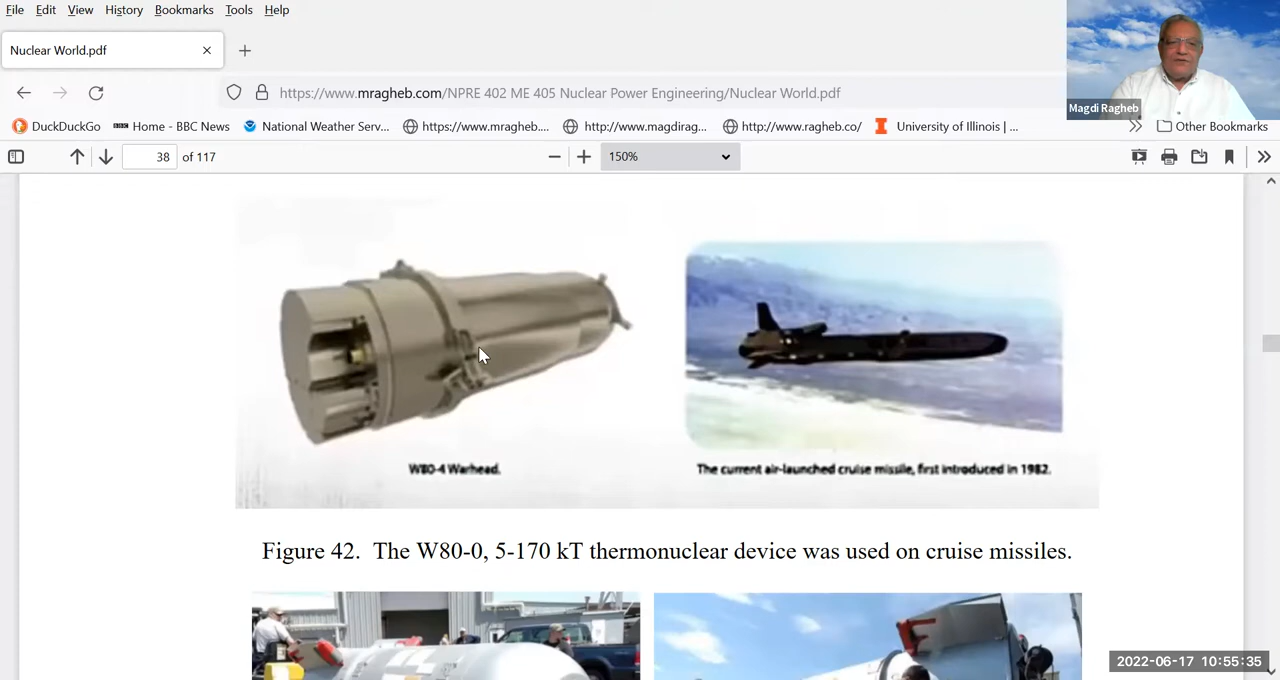 File Edit View History Bookmarks Tools Help
Nuclear World.pdf
https://www.mragheb.com/NPRE 402 ME 405 Nuclear Power Engineering/Nuclear World.pdf
Magdi Ragheb
DuckDuckGo BBC Home - BBC News National Weather Serv... https://www.mragheb.... http://www.magdirag... http://www.ragheb.co/ I University of Illinois | ... Other Bookmarks
38 of 117 150%
W80-4 Warhead. The current air-launched cruise missile, first introduced in 1982.
Figure 42. The W80-0, 5-170 kT thermonuclear device was used on cruise missiles.
2022-06-17 10:55:35